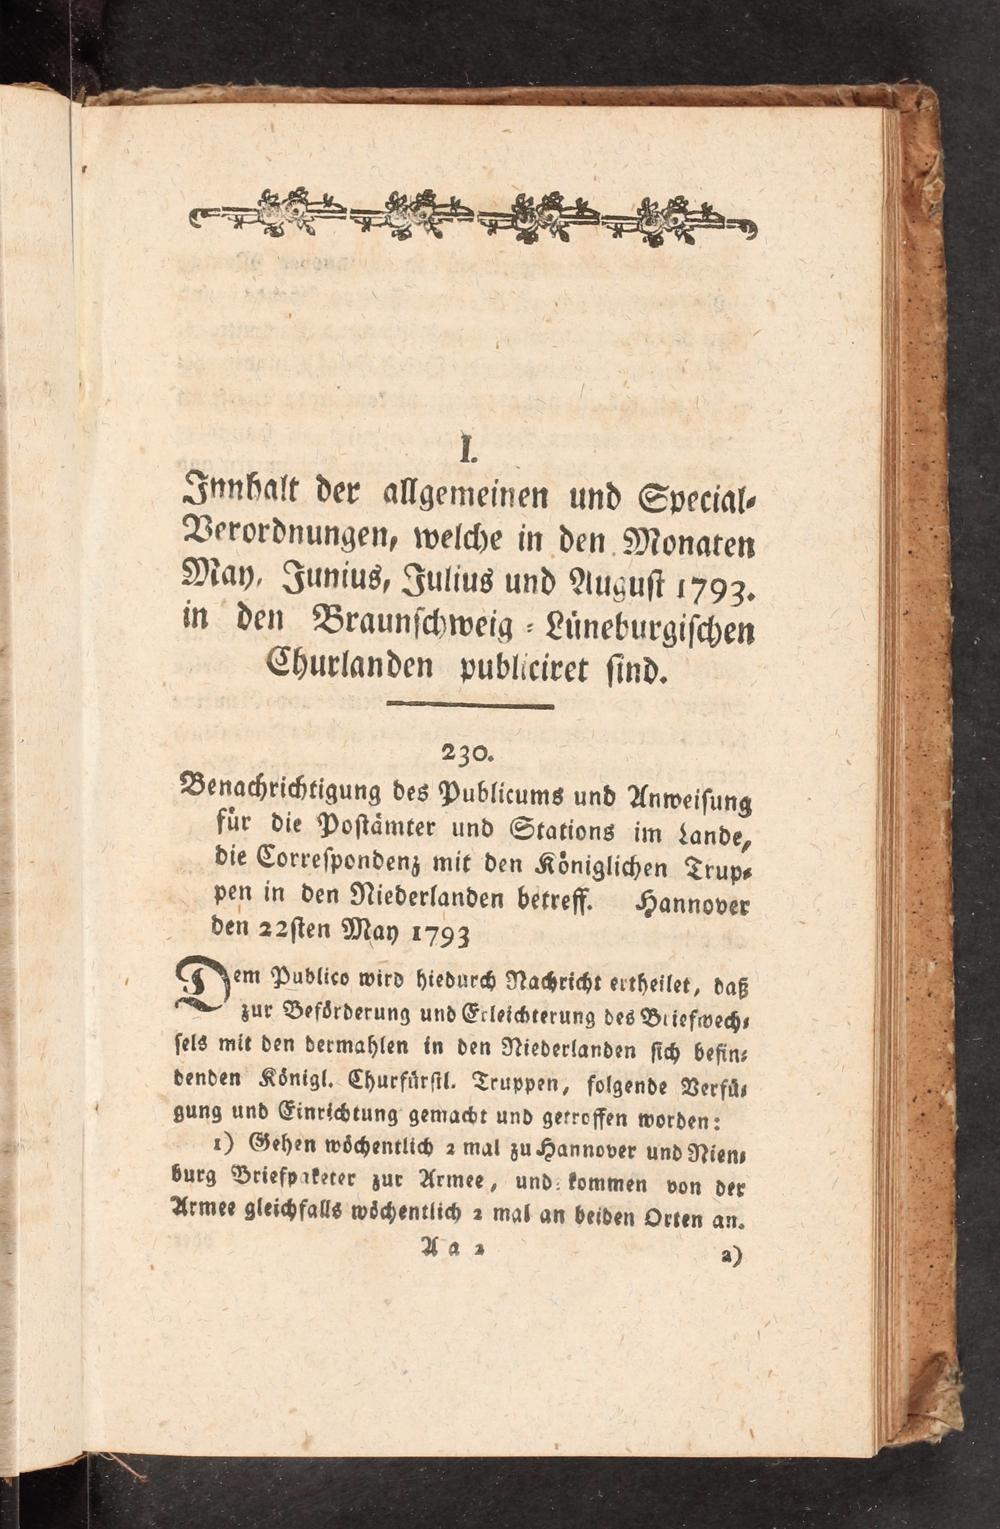 I.
Innhalt der allgemeinen und Special-
Verordnungen, welche in den Monaten
May, Junius, Julius und August 1793.
in den Braunschweig-Lüneburgischen
Churlanden publiciret sind.
230.
Benachrichtigung des Publicums und Anweisung
für die Postämter und Stations im Lande,
die Correspondenz mit den Königlichen Trup-
pen in den Niederlanden betreff. Hannover
den 22sten May 1793
Dem Publico wird hiedurch Nachricht ertheilet, daß
zur Beförderung und Erleichterung des Briefwech-
sels mit den dermahlen in den Niederlanden sich befin-
denden Königl. Churfürstl. Truppen, folgende Verfü-
gung und Einrichtung gemacht und getroffen worden:
1) Gehen wöchentlich 2 mal zu Hannover und Nien-
burg Briefpaketer zur Armee, und kommen von der
Armee gleichfalls wöchentlich 2 mal an beiden Orten an.
A a 2
2)